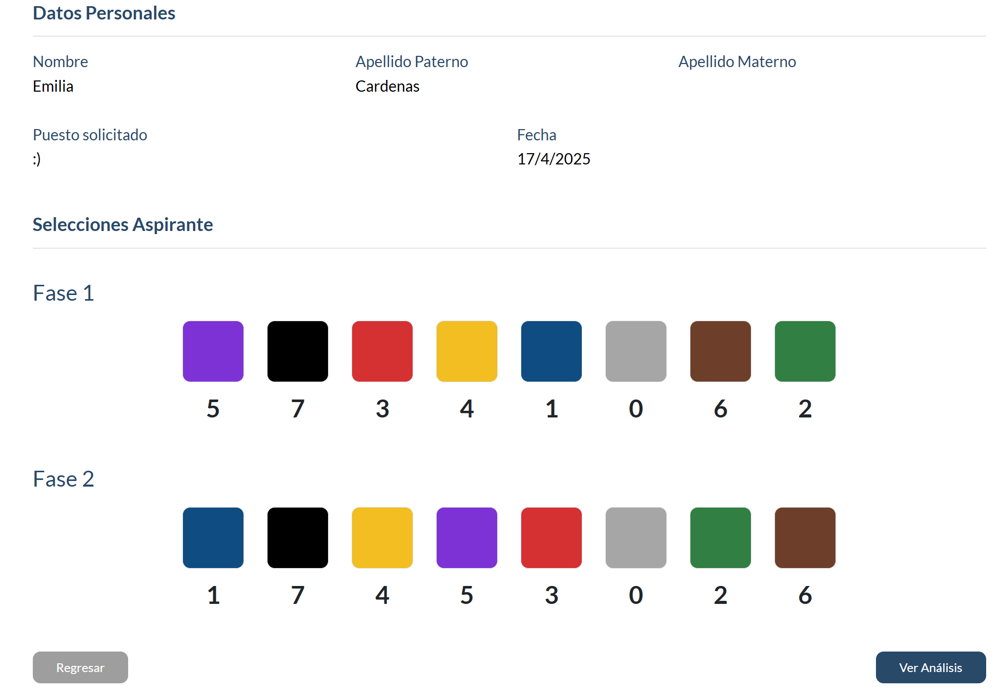 Datos Personales
Nombre Apellido Paterno Apellido Materno
Emilia Cardenas
Puesto solicitado Fecha
:) 17/4/2025
Selecciones Aspirante
Fase 1
5 7 3 4 1 0 6 2
Fase 2
1 7 4 5 3 0 2 6
Regresar Ver Análisis